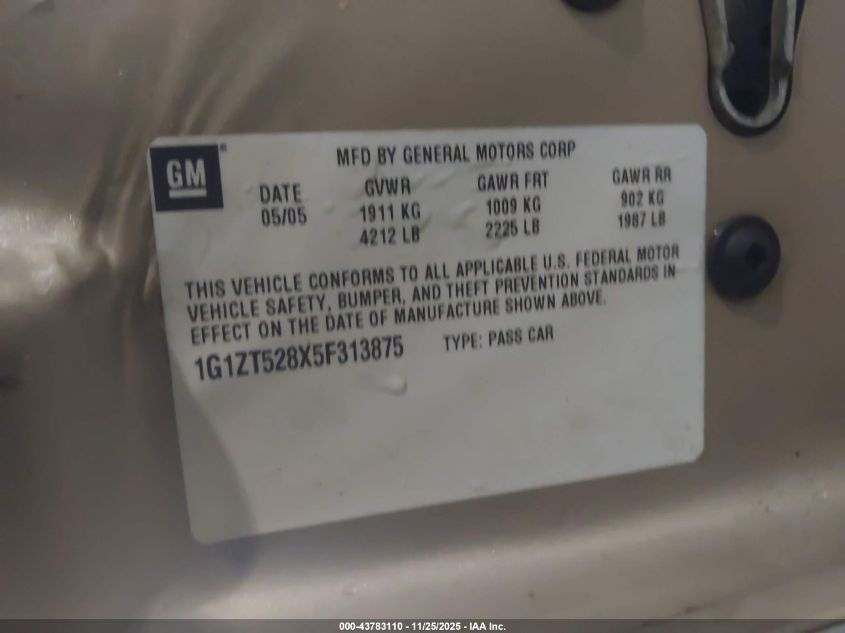 GM®
MFD BY GENERAL MOTORS CORP
DATE GVWR GAWR FRT GAWR RR
05/05 1911 KG 1009 KG 902 KG
4212 LB 2225 LB 1987 LB
THIS VEHICLE CONFORMS TO ALL APPLICABLE U.S. FEDERAL MOTOR
VEHICLE SAFETY, BUMPER, AND THEFT PREVENTION STANDARDS IN
EFFECT ON THE DATE OF MANUFACTURE SHOWN ABOVE.
1G1ZT528X5F313875 TYPE: PASS CAR
000-43783110 - 11/25/2025 - IAA Inc.